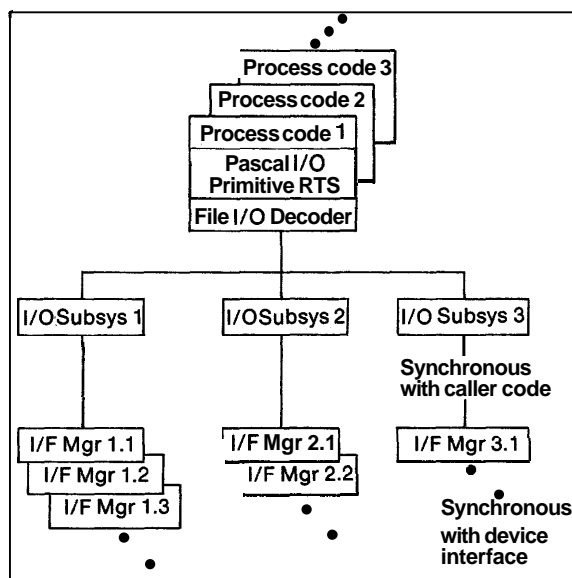 Process code 3
Process code 2
Process code 1
Pascal I/O
Primitive RTS
File I/O Decoder
I/O Subsys 1
I/O Subsys 2
I/O Subsys 3
Synchronous
with caller code
I/F Mgr 1.1
I/F Mgr 1.2
I/F Mgr 1.3
I/F Mgr 2.1
I/F Mgr 2.2
I/F Mgr 3.1
Synchronous
with device
interface